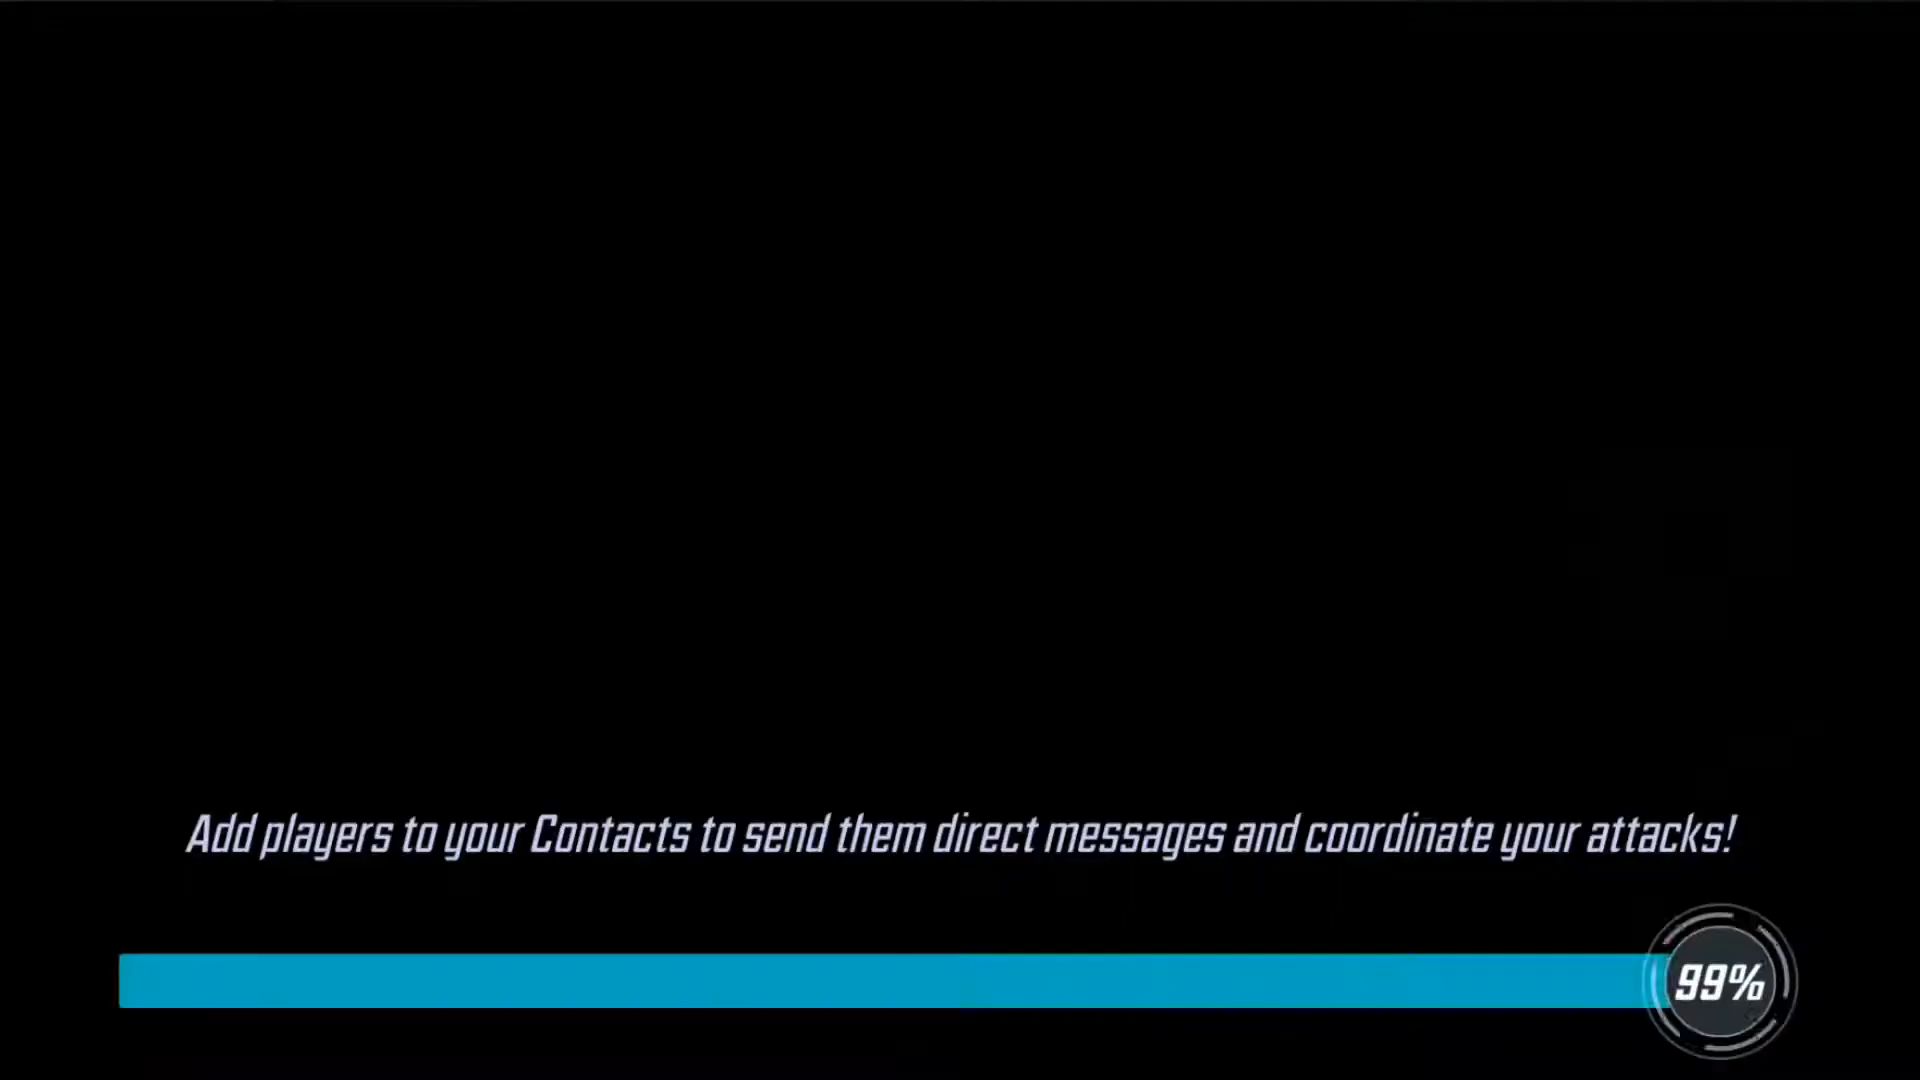 Add players to your Contacts to send them direct messages and coordinate your attacks!
99%